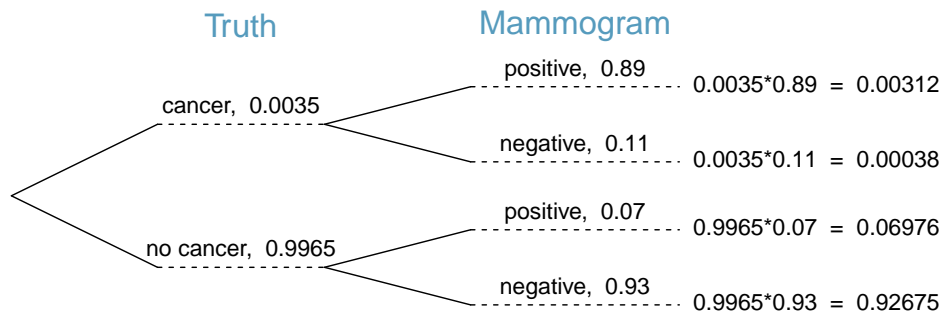 Truth
Mammogram
cancer, 0.0035
positive, 0.89
0.0035*0.89 = 0.00312
negative, 0.11
0.0035*0.11 = 0.00038
no cancer, 0.9965
positive, 0.07
0.9965*0.07 = 0.06976
negative, 0.93
0.9965*0.93 = 0.92675